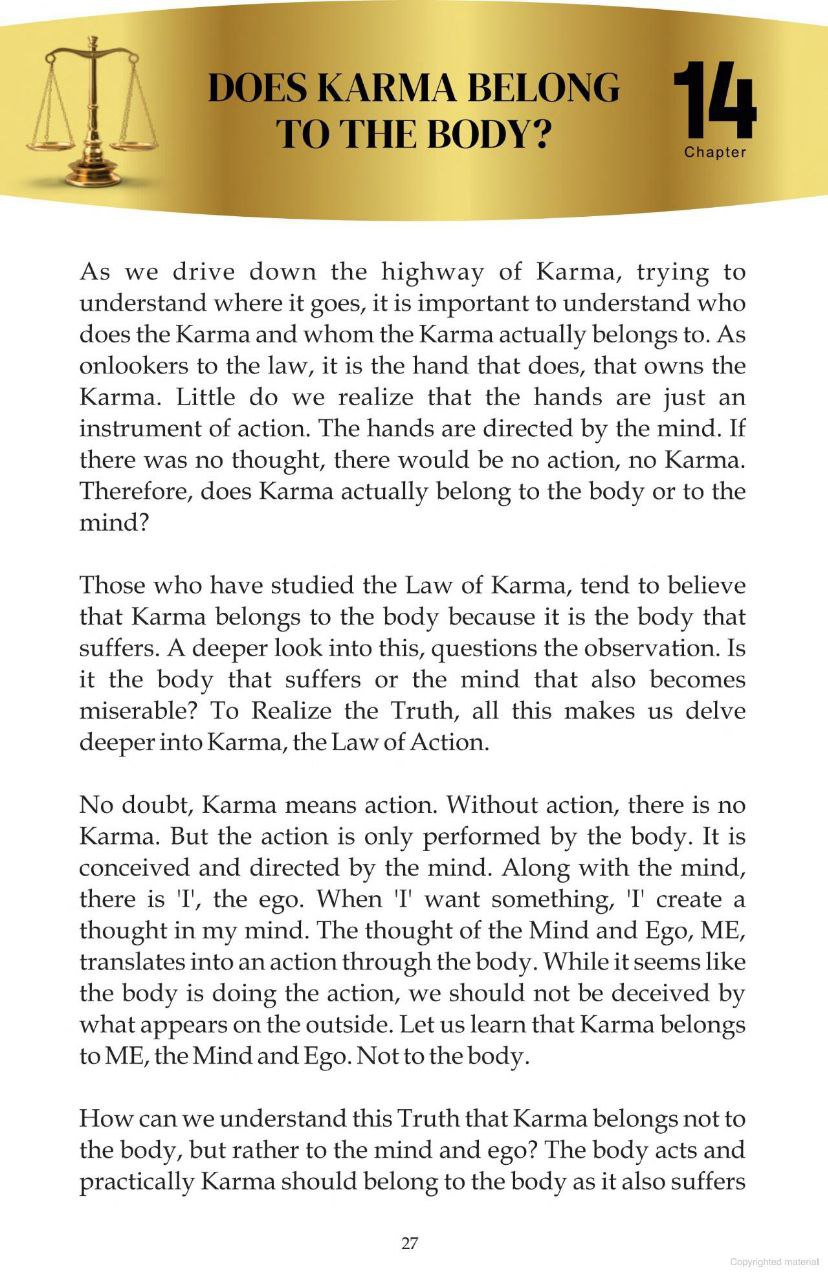 DOES KARMA BELONG
TO THE BODY?
14
Chapter
As we drive down the highway of Karma, trying to
understand where it goes, it is important to understand who
does the Karma and whom the Karma actually belongs to. As
onlookers to the law, it is the hand that does, that owns the
Karma. Little do we realize that the hands are just an
instrument of action. The hands are directed by the mind. If
there was no thought, there would be no action, no Karma.
Therefore, does Karma actually belong to the body or to the
mind?
Those who have studied the Law of Karma, tend to believe
that Karma belongs to the body because it is the body that
suffers. A deeper look into this, questions the observation. Is
it the body that suffers or the mind that also becomes
miserable? To Realize the Truth, all this makes us delve
deeper into Karma, the Law of Action.
No doubt, Karma means action. Without action, there is no
Karma. But the action is only performed by the body. It is
conceived and directed by the mind. Along with the mind,
there is 'I', the ego. When 'I' want something, 'I' create a
thought in my mind. The thought of the Mind and Ego, ME,
translates into an action through the body. While it seems like
the body is doing the action, we should not be deceived by
what appears on the outside. Let us learn that Karma belongs
to ME, the Mind and Ego. Not to the body.
How can we understand this Truth that Karma belongs not to
the body, but rather to the mind and ego? The body acts and
practically Karma should belong to the body as it also suffers
27
Copyrighted material